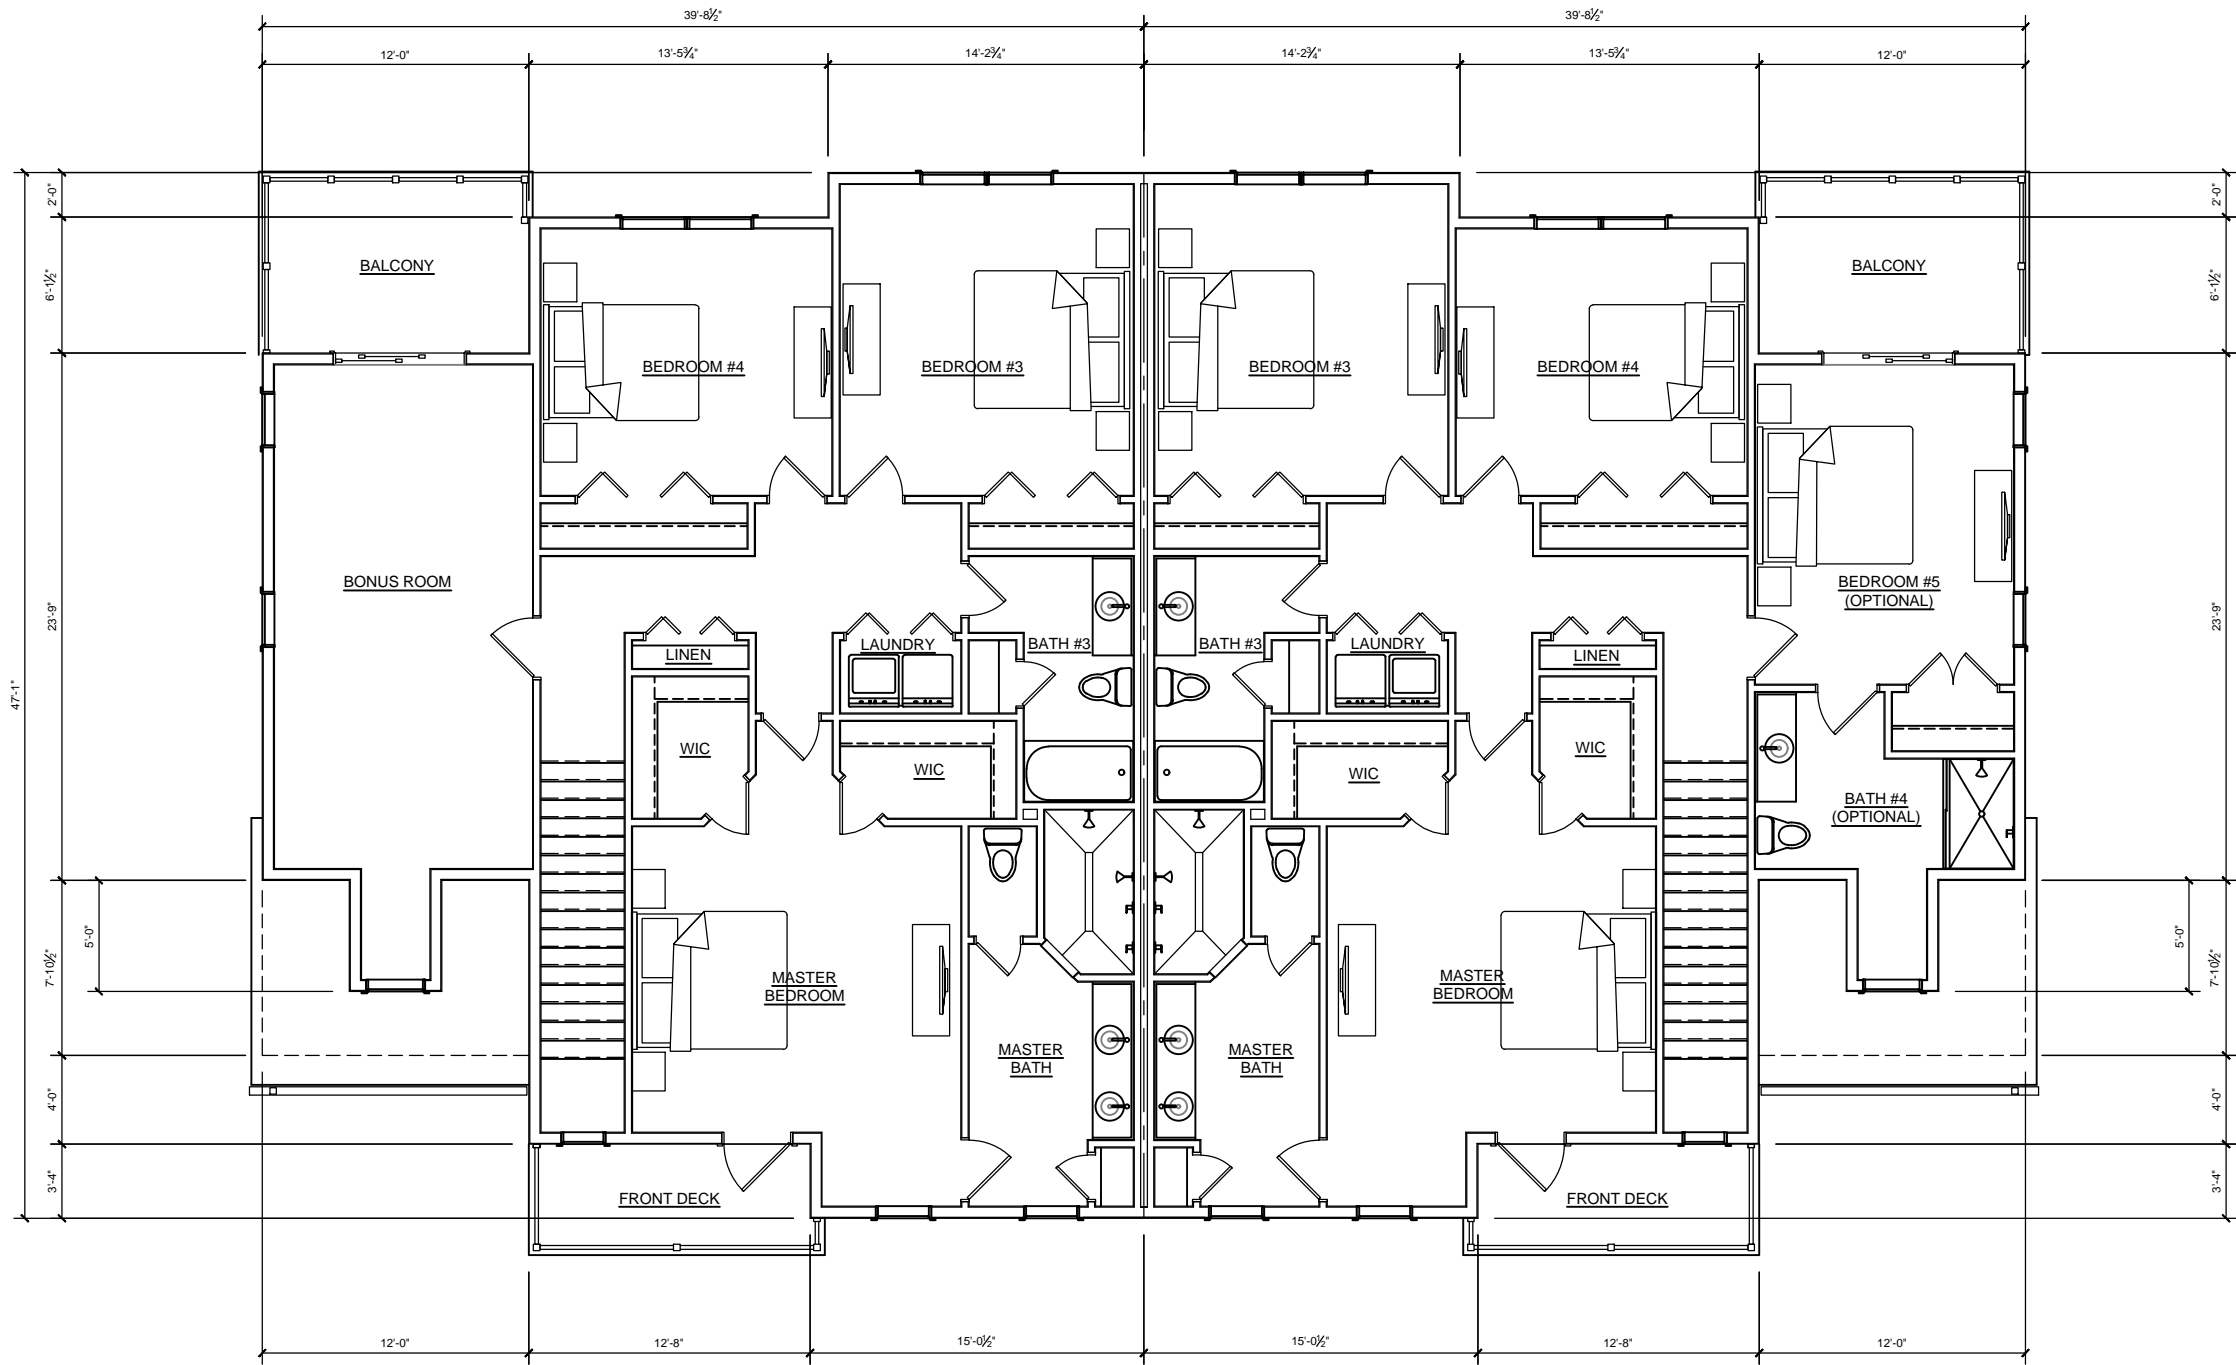 39'-8½" 39'-8½"
12'-0" 13'-5¾" 14'-2¾" 14'-2¾" 13'-5¾" 12'-0"
2'-0" 2'-0"
6'-1½" 6'-1½"
BALCONY BALCONY
BEDROOM #4 BEDROOM #3 BEDROOM #3 BEDROOM #4
BONUS ROOM BEDROOM #5
(OPTIONAL)
23'-9" 23'-9"
LAUNDRY BATH #3 BATH #3 LAUNDRY
LINEN LINEN
47'-1"
WIC WIC
WIC WIC
BATH #4
(OPTIONAL)
5'-0" 5'-0"
7'-10½" 7'-10½"
MASTER
BEDROOM
MASTER
BEDROOM
MASTER
BATH
MASTER
BATH
4'-0" 4'-0"
3'-4" 3'-4"
FRONT DECK FRONT DECK
12'-0" 12'-8" 15'-0½" 15'-0½" 12'-8" 12'-0"